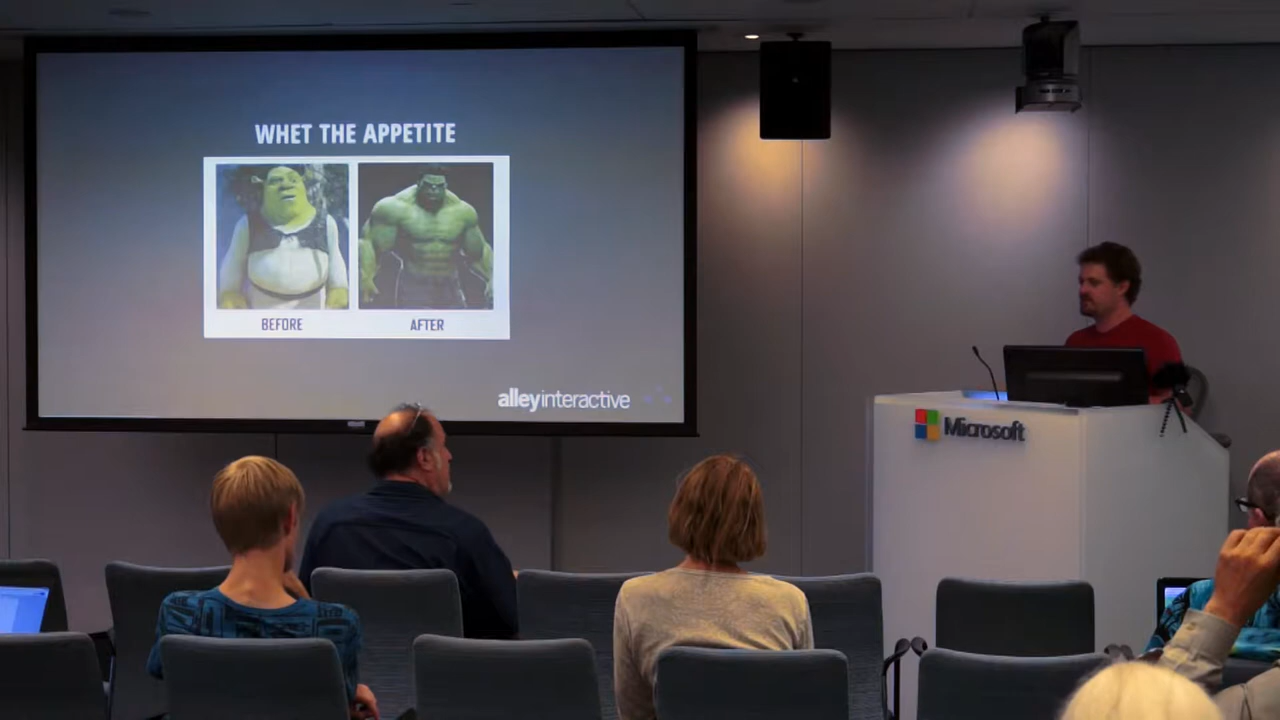 WHET THE APPETITE
BEFORE
AFTER
alleyinteractive
Microsoft